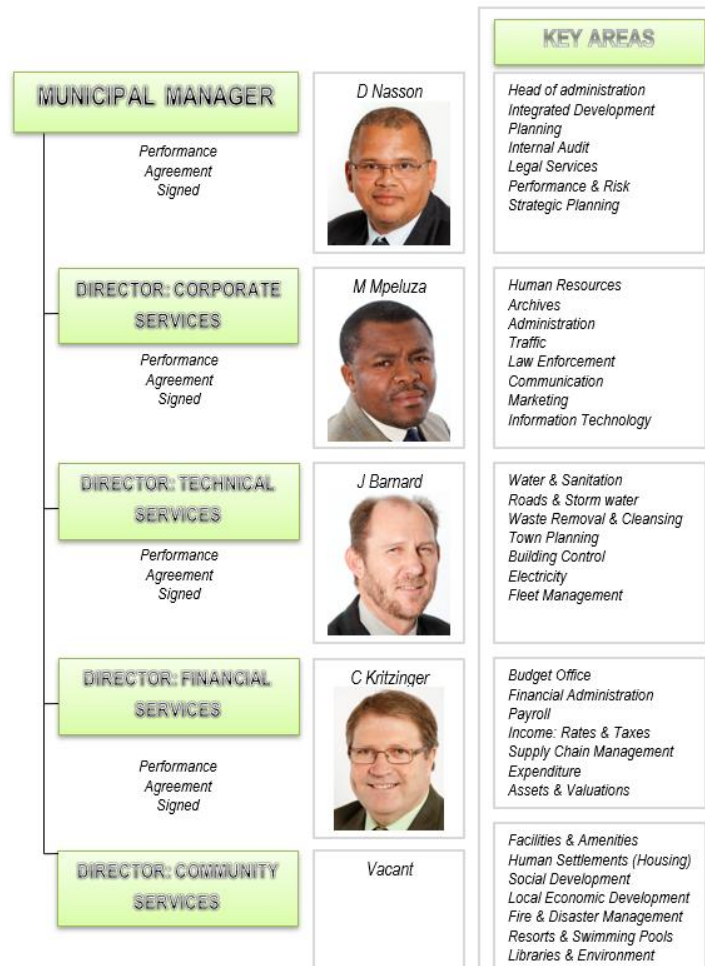 KEY AREAS
MUNICIPAL MANAGER
Performance
Agreement
Signed
D Nasson
Head of administration
Integrated Development
Planning
Internal Audit
Legal Services
Performance & Risk
Strategic Planning
DIRECTOR: CORPORATE
SERVICES
Performance
Agreement
Signed
M Mpeluza
Human Resources
Archives
Administration
Traffic
Law Enforcement
Communication
Marketing
Information Technology
DIRECTOR: TECHNICAL
SERVICES
Performance
Agreement
Signed
J Barnard
Water & Sanitation
Roads & Storm water
Waste Removal & Cleansing
Town Planning
Building Control
Electricity
Fleet Management
DIRECTOR: FINANCIAL
SERVICES
Performance
Agreement
Signed
C Kritzinger
Budget Office
Financial Administration
Payroll
Income: Rates & Taxes
Supply Chain Management
Expenditure
Assets & Valuations
DIRECTOR: COMMUNITY
SERVICES
Vacant
Facilities & Amenities
Human Settlements (Housing)
Social Development
Local Economic Development
Fire & Disaster Management
Resorts & Swimming Pools
Libraries & Environment